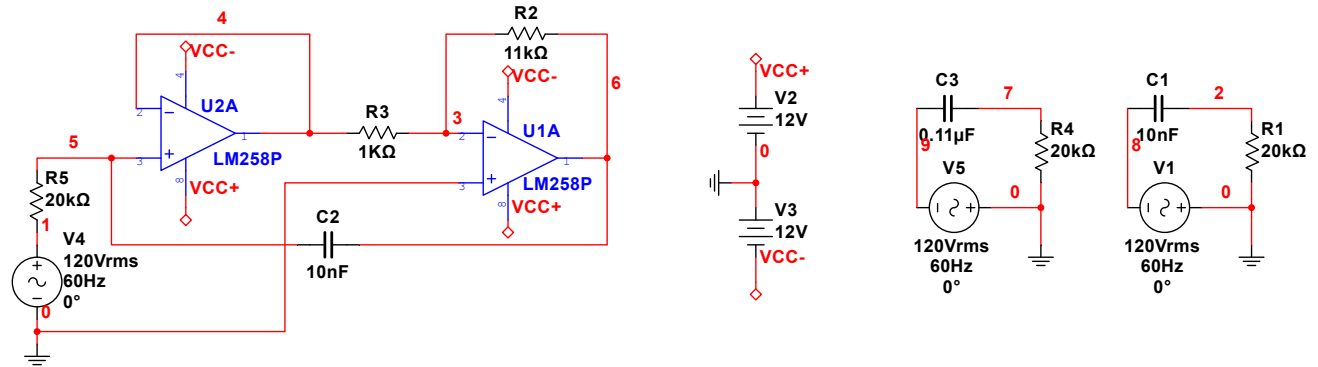 4
VCC-
4
U2A
2
1
3
LM258P
8
VCC+
5
R5
20kΩ
1
V4
120Vrms
60Hz
0°
0
R3
1KΩ
R2
11kΩ
6
VCC-
4
3
2
U1A
1
3
LM258P
8
VCC+
C2
10nF
VCC+
V2
12V
0
V3
12V
VCC-
C3
7
0.11µF
9
R4
20kΩ
V5
0
120Vrms
60Hz
0°
C1
2
10nF
8
R1
20kΩ
V1
0
120Vrms
60Hz
0°